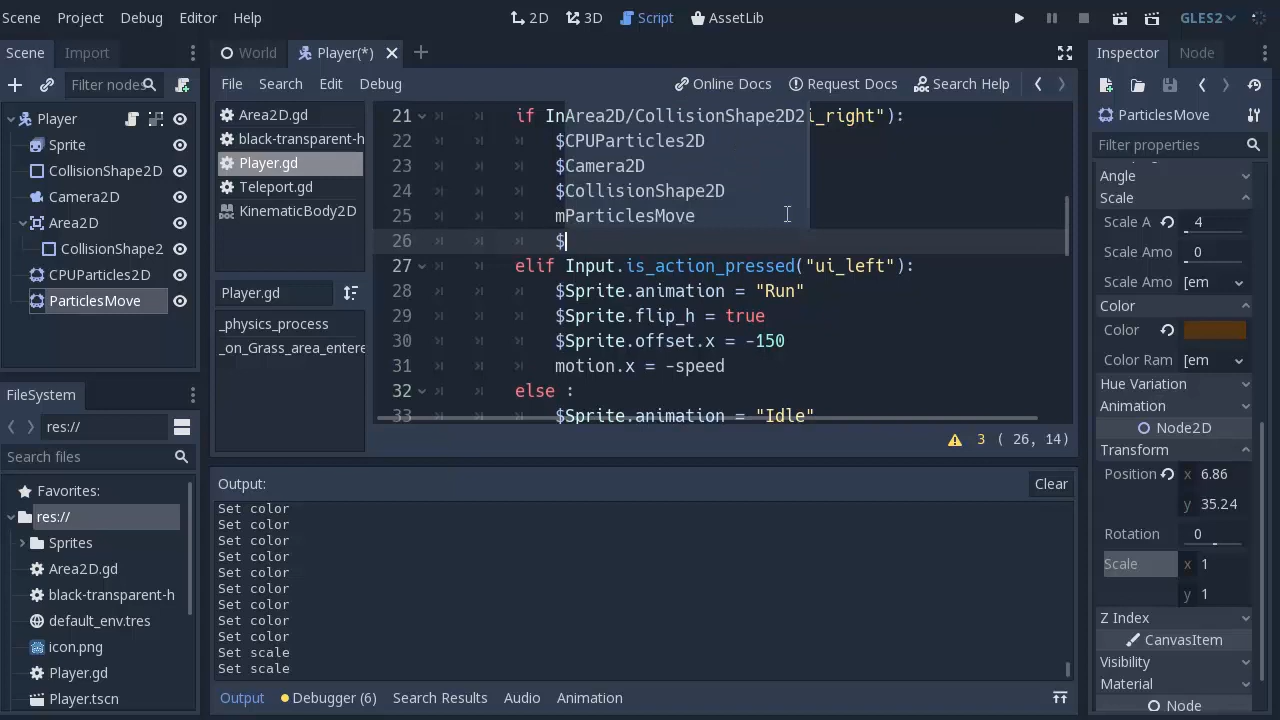 Scene Project Debug Editor Help 2D 3D Script AssetLib GLES2
Scene Import
Filter nodes
Player
Sprite
CollisionShape2D
Camera2D
Area2D
CollisionShape2
CPUParticles2D
ParticlesMove
FileSystem
res://
Search files
Favorites:
res://
Sprites
Area2D.gd
black-transparent-h
default_env.tres
icon.png
Player.gd
Player.tscn
World Player(*)
File Search Edit Debug Online Docs Request Docs Search Help
Area2D.gd
black-transparent-h
Player.gd
Teleport.gd
KinematicBody2D
Player.gd
_physics_process
_on_Grass_area_entere
21 if In i_right"):
22 $
23 $
24 $
25 m
26 $
Area2D/CollisionShape2D2
CPUParticles2D
Camera2D
CollisionShape2D
ParticlesMove
27 elif Input.is_action_pressed("ui_left"):
28 $Sprite.animation = "Run"
29 $Sprite.flip_h = true
30 $Sprite.offset.x = -150
31 motion.x = -speed
32 else :
33 $Sprite.animation = "Idle"
3 ( 26, 14)
Output: Clear
Set color
Set color
Set color
Set color
Set color
Set color
Set color
Set color
Set color
Set scale
Set scale
Output Debugger (6) Search Results Audio Animation
Inspector Node
ParticlesMove
Filter properties
Angle
Scale
Scale A 4
Scale Amo 0
Scale Amo [em
Color
Color
Color Ram [em
Hue Variation
Animation
Node2D
Transform
Position x 6.86
y 35.24
Rotation 0
Scale x 1
y 1
Z Index
CanvasItem
Visibility
Material
Node